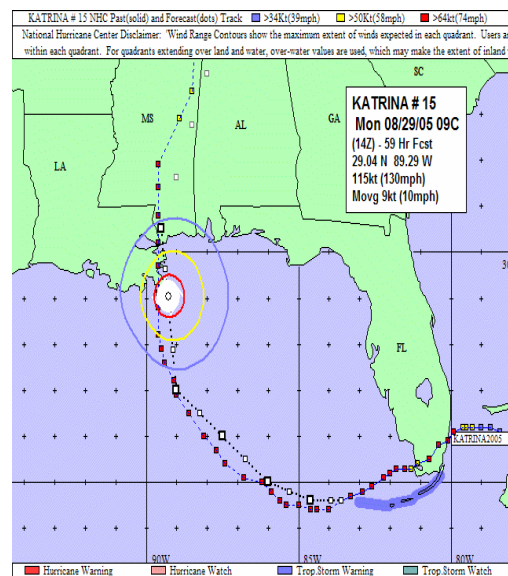 KATRINA # 15 NHC Past(solid) and Forecast(dots) Track >34Kt(39mph) >50Kt(58mph) >64kt(74mph)
National Hurricane Center Disclaimer: 'Wind Range Contours show the maximum extent of winds expected in each quadrant. Users as
within each quadrant. For quadrants extending over land and water, over-water values are used, which may make the extent of inland
SC
KATRINA # 15
Mon 08/29/05 09C
(14Z) - 59 Hr Fcst
29.04 N 89.29 W
115kt (130mph)
Movg 9kt (10mph)
MS
AL
GA
LA
30
FL
KATRINA2005
90W
85W
80W
Hurricane Warning Hurricane Watch Trop.Storm Warning Trop.Storm Watch